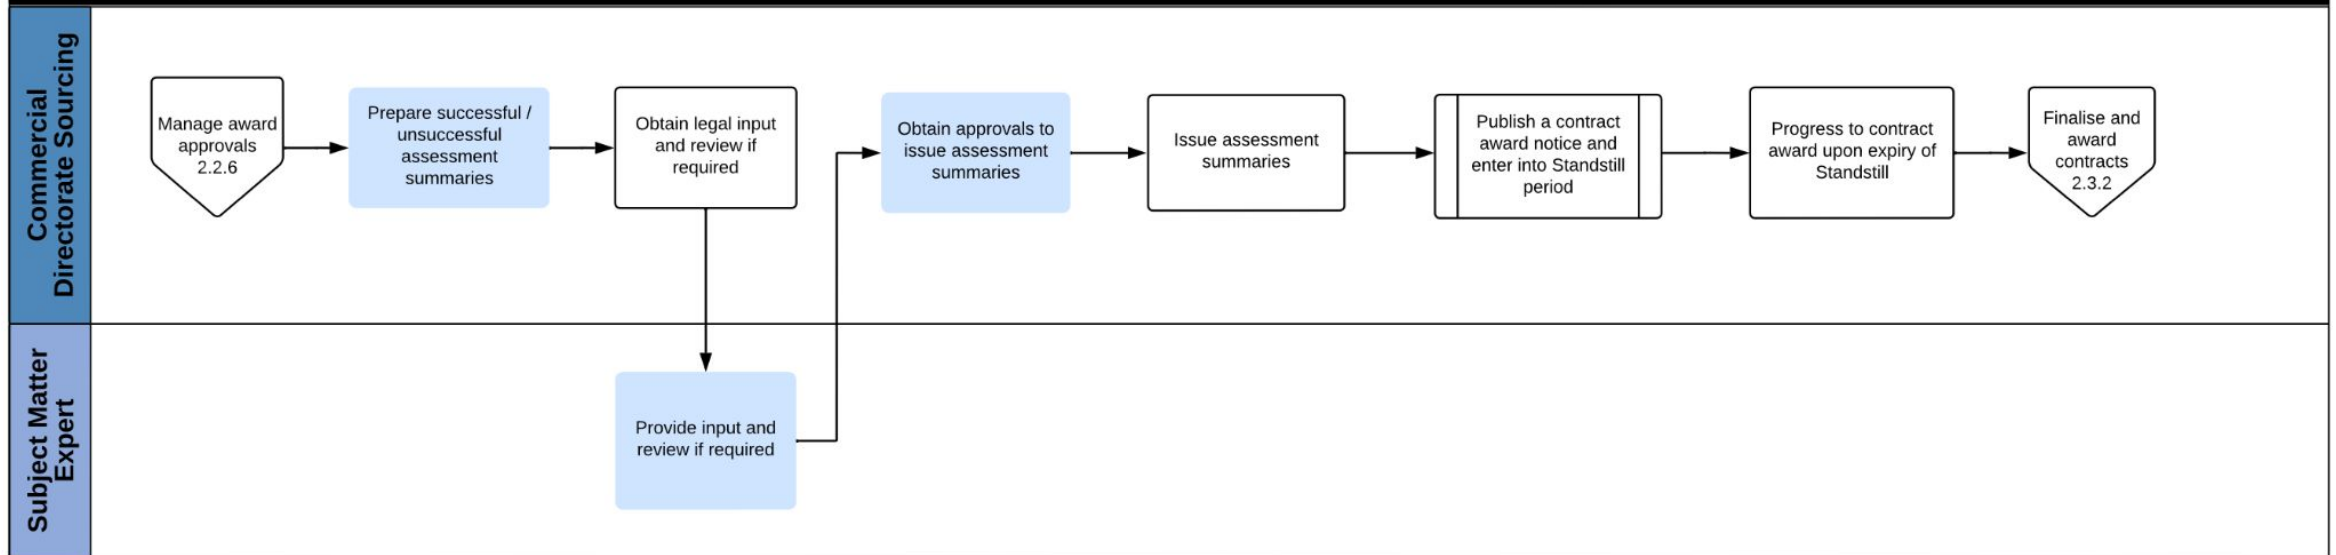 Commercial
Directorate Sourcing
Manage award
approvals
2.2.6
Prepare successful /
unsuccessful
assessment
summaries
Obtain legal input
and review if
required
Obtain approvals to
issue assessment
summaries
Issue assessment
summaries
Publish a contract
award notice and
enter into Standstill
period
Progress to contract
award upon expiry of
Standstill
Finalise and
award
contracts
2.3.2
Subject Matter
Expert
Provide input and
review if required